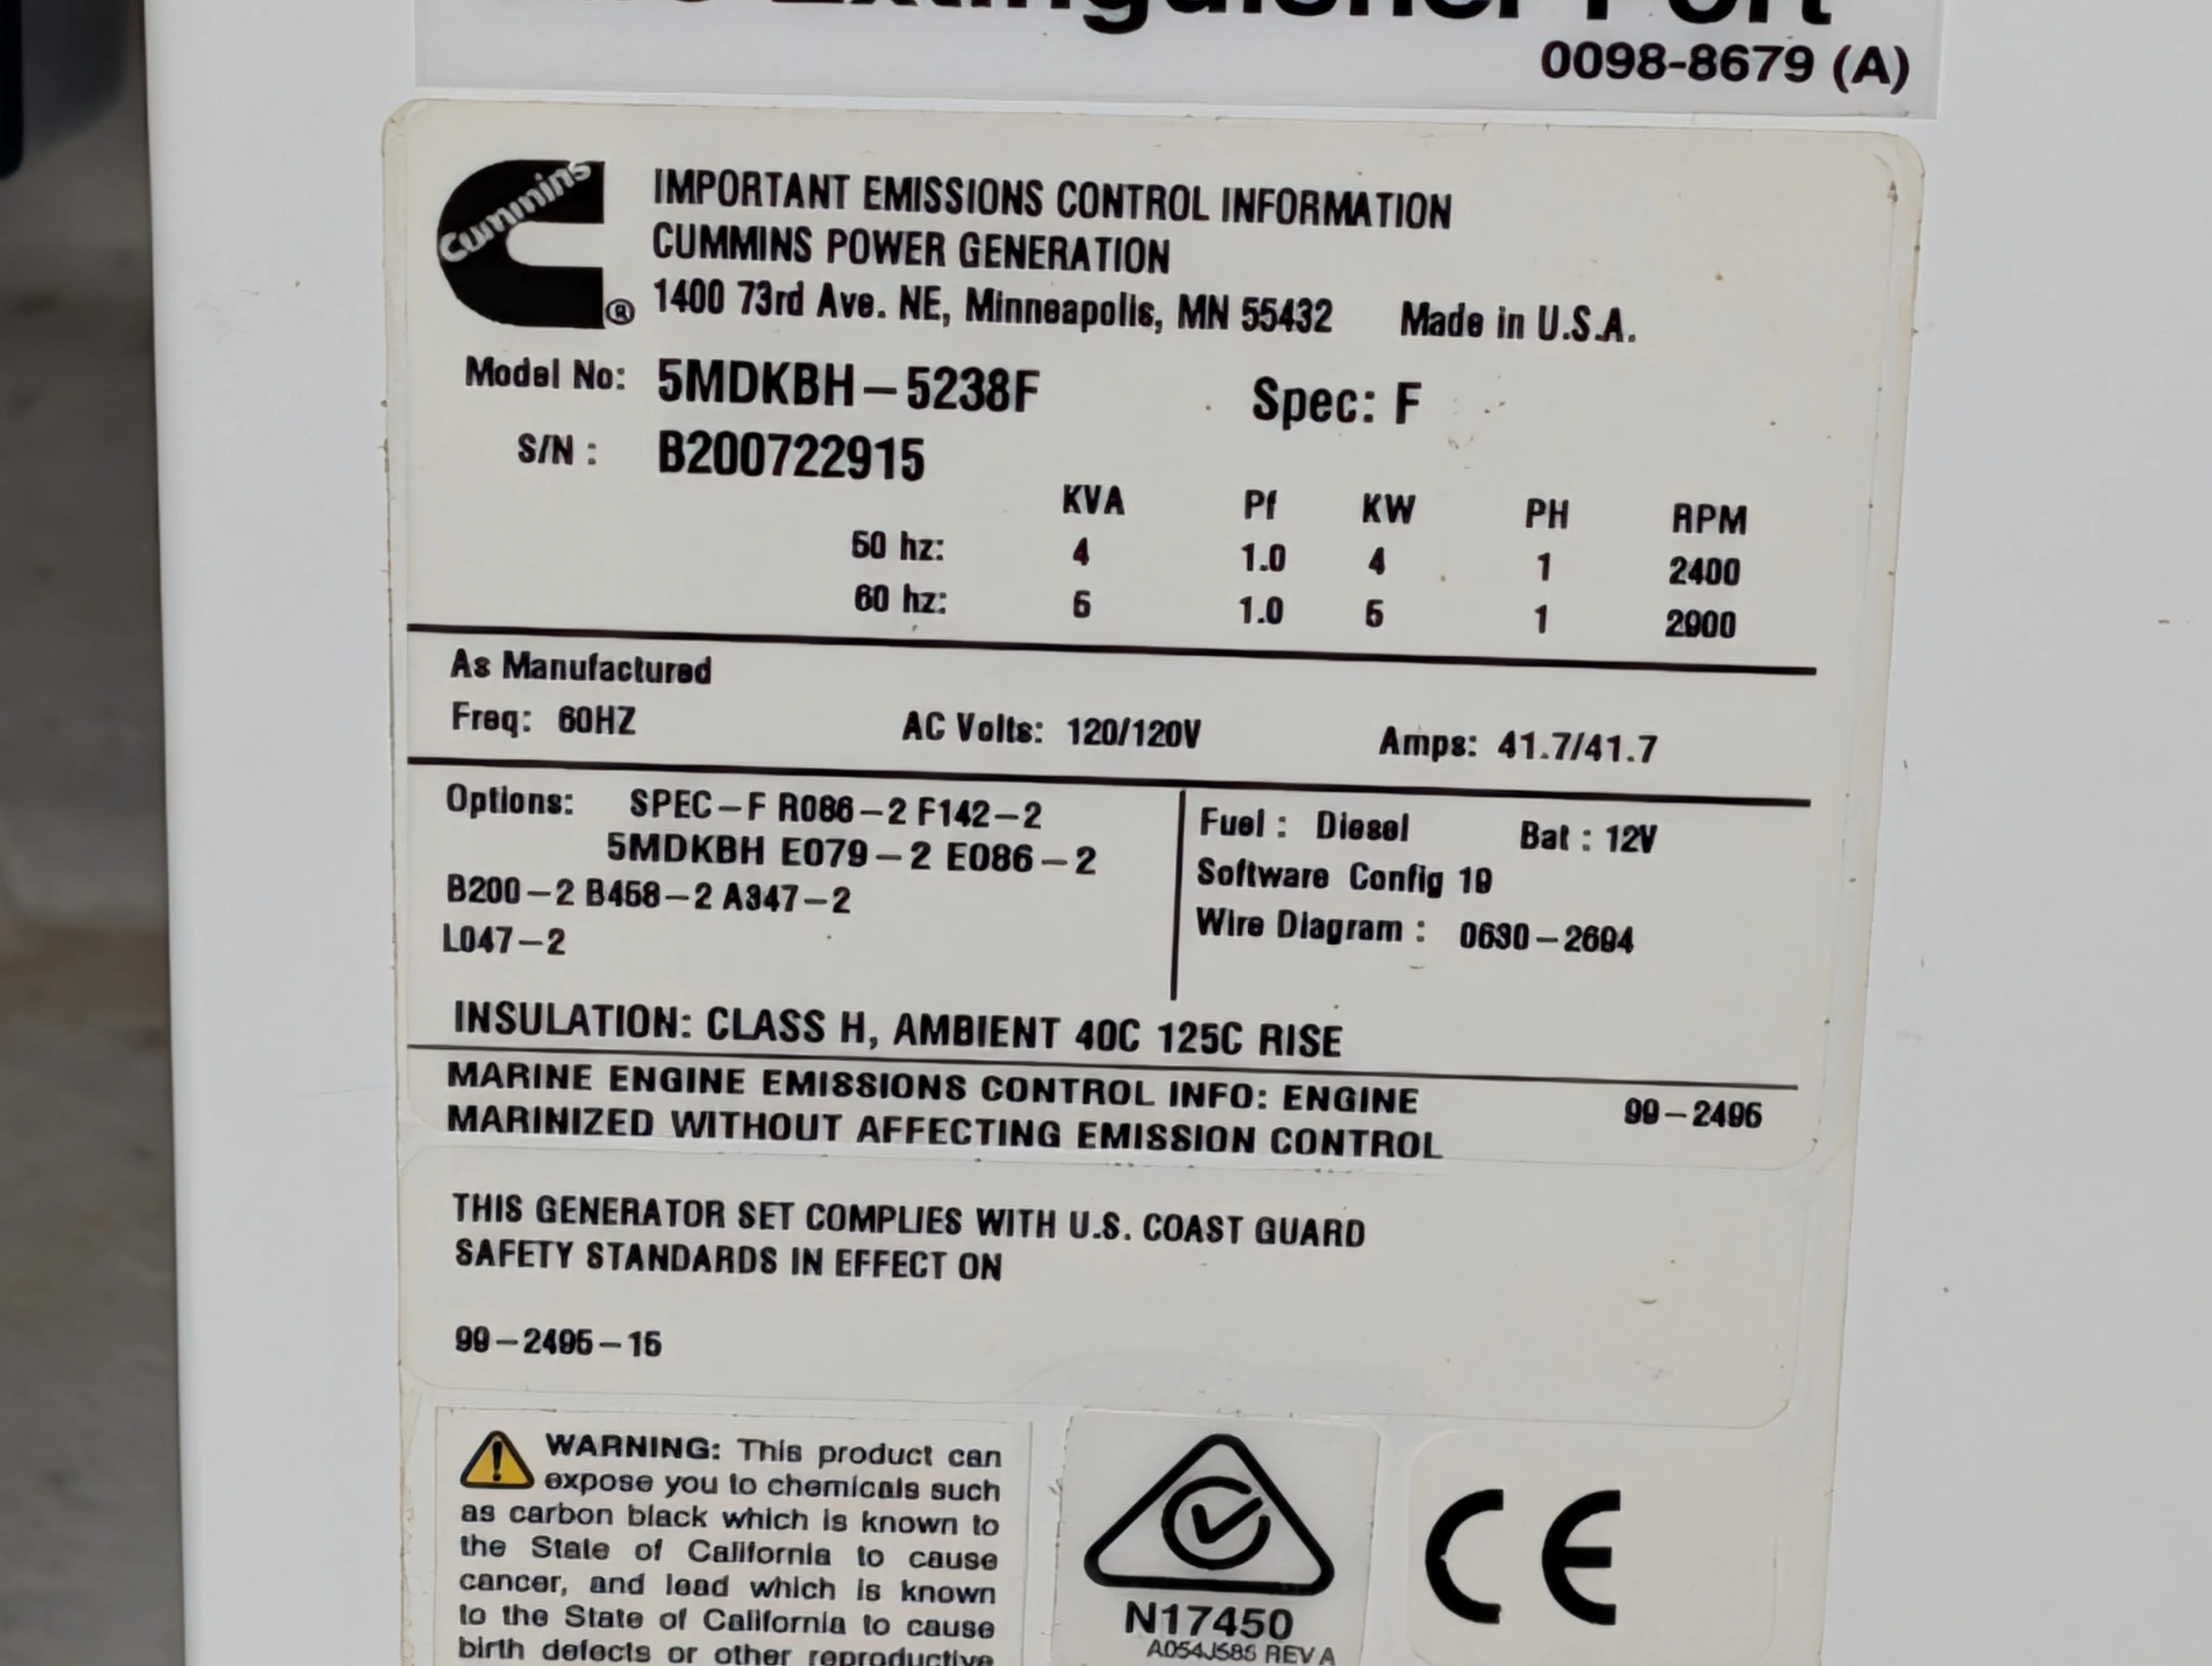 Extinguisher Port
0098-8679 (A)
Cummins
®
IMPORTANT EMISSIONS CONTROL INFORMATION
CUMMINS POWER GENERATION
1400 73rd Ave. NE, Minneapolis, MN 55432 Made in U.S.A.
Model No: 5MDKBH-5238F Spec: F
S/N: B200722915
KVA Pf KW PH RPM
50 hz: 4 1.0 4 1 2400
60 hz: 5 1.0 5 1 2900
As Manufactured
Freq: 60HZ AC Volts: 120/120V Amps: 41.7/41.7
Options: SPEC-F R086-2 F142-2
5MDKBH E079-2 E086-2
B200-2 B458-2 A347-2
L047-2
Fuel: Diesel Bat: 12V
Software Config 19
Wire Diagram: 0630-2694
INSULATION: CLASS H, AMBIENT 40C 125C RISE
MARINE ENGINE EMISSIONS CONTROL INFO: ENGINE
MARINIZED WITHOUT AFFECTING EMISSION CONTROL
99-2496
THIS GENERATOR SET COMPLIES WITH U.S. COAST GUARD
SAFETY STANDARDS IN EFFECT ON
99-2495-15
WARNING: This product can
expose you to chemicals such
as carbon black which is known to
the State of California to cause
cancer, and lead which is known
to the State of California to cause
birth defects or other reproductive
N17450
A054J585 REV A
CE